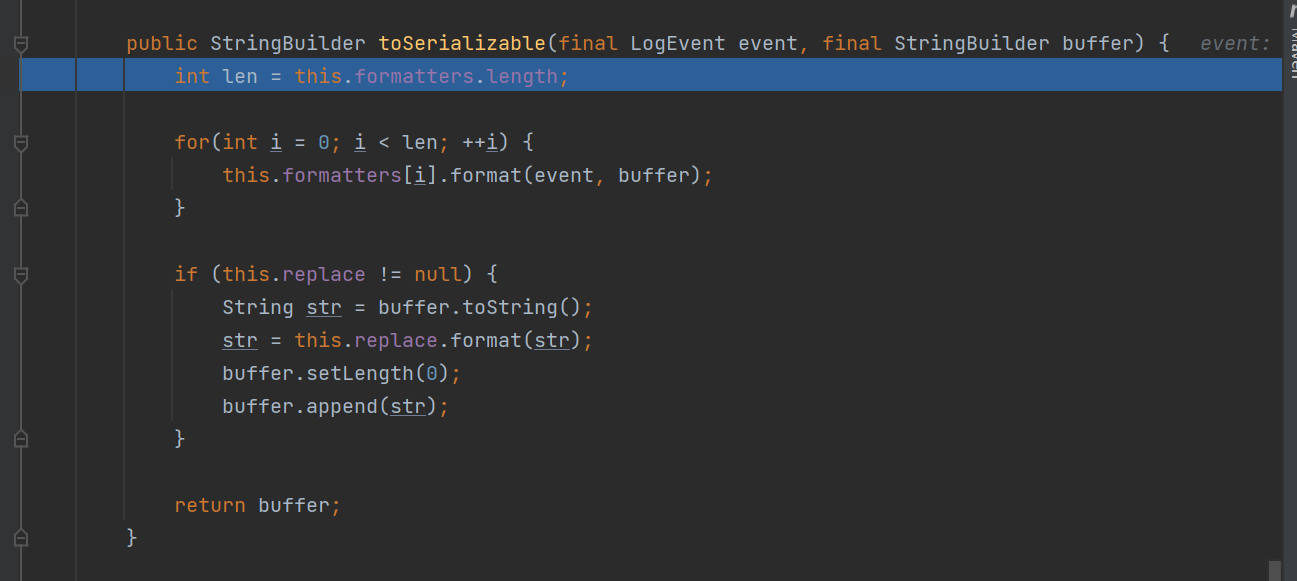 public StringBuilder toSerializable(final LogEvent event, final StringBuilder buffer) { event:
int len = this.formatters.length;
for(int i = 0; i < len; ++i) {
this.formatters[i].format(event, buffer);
}
if (this.replace != null) {
String str = buffer.toString();
str = this.replace.format(str);
buffer.setLength(0);
buffer.append(str);
}
return buffer;
}
Maven